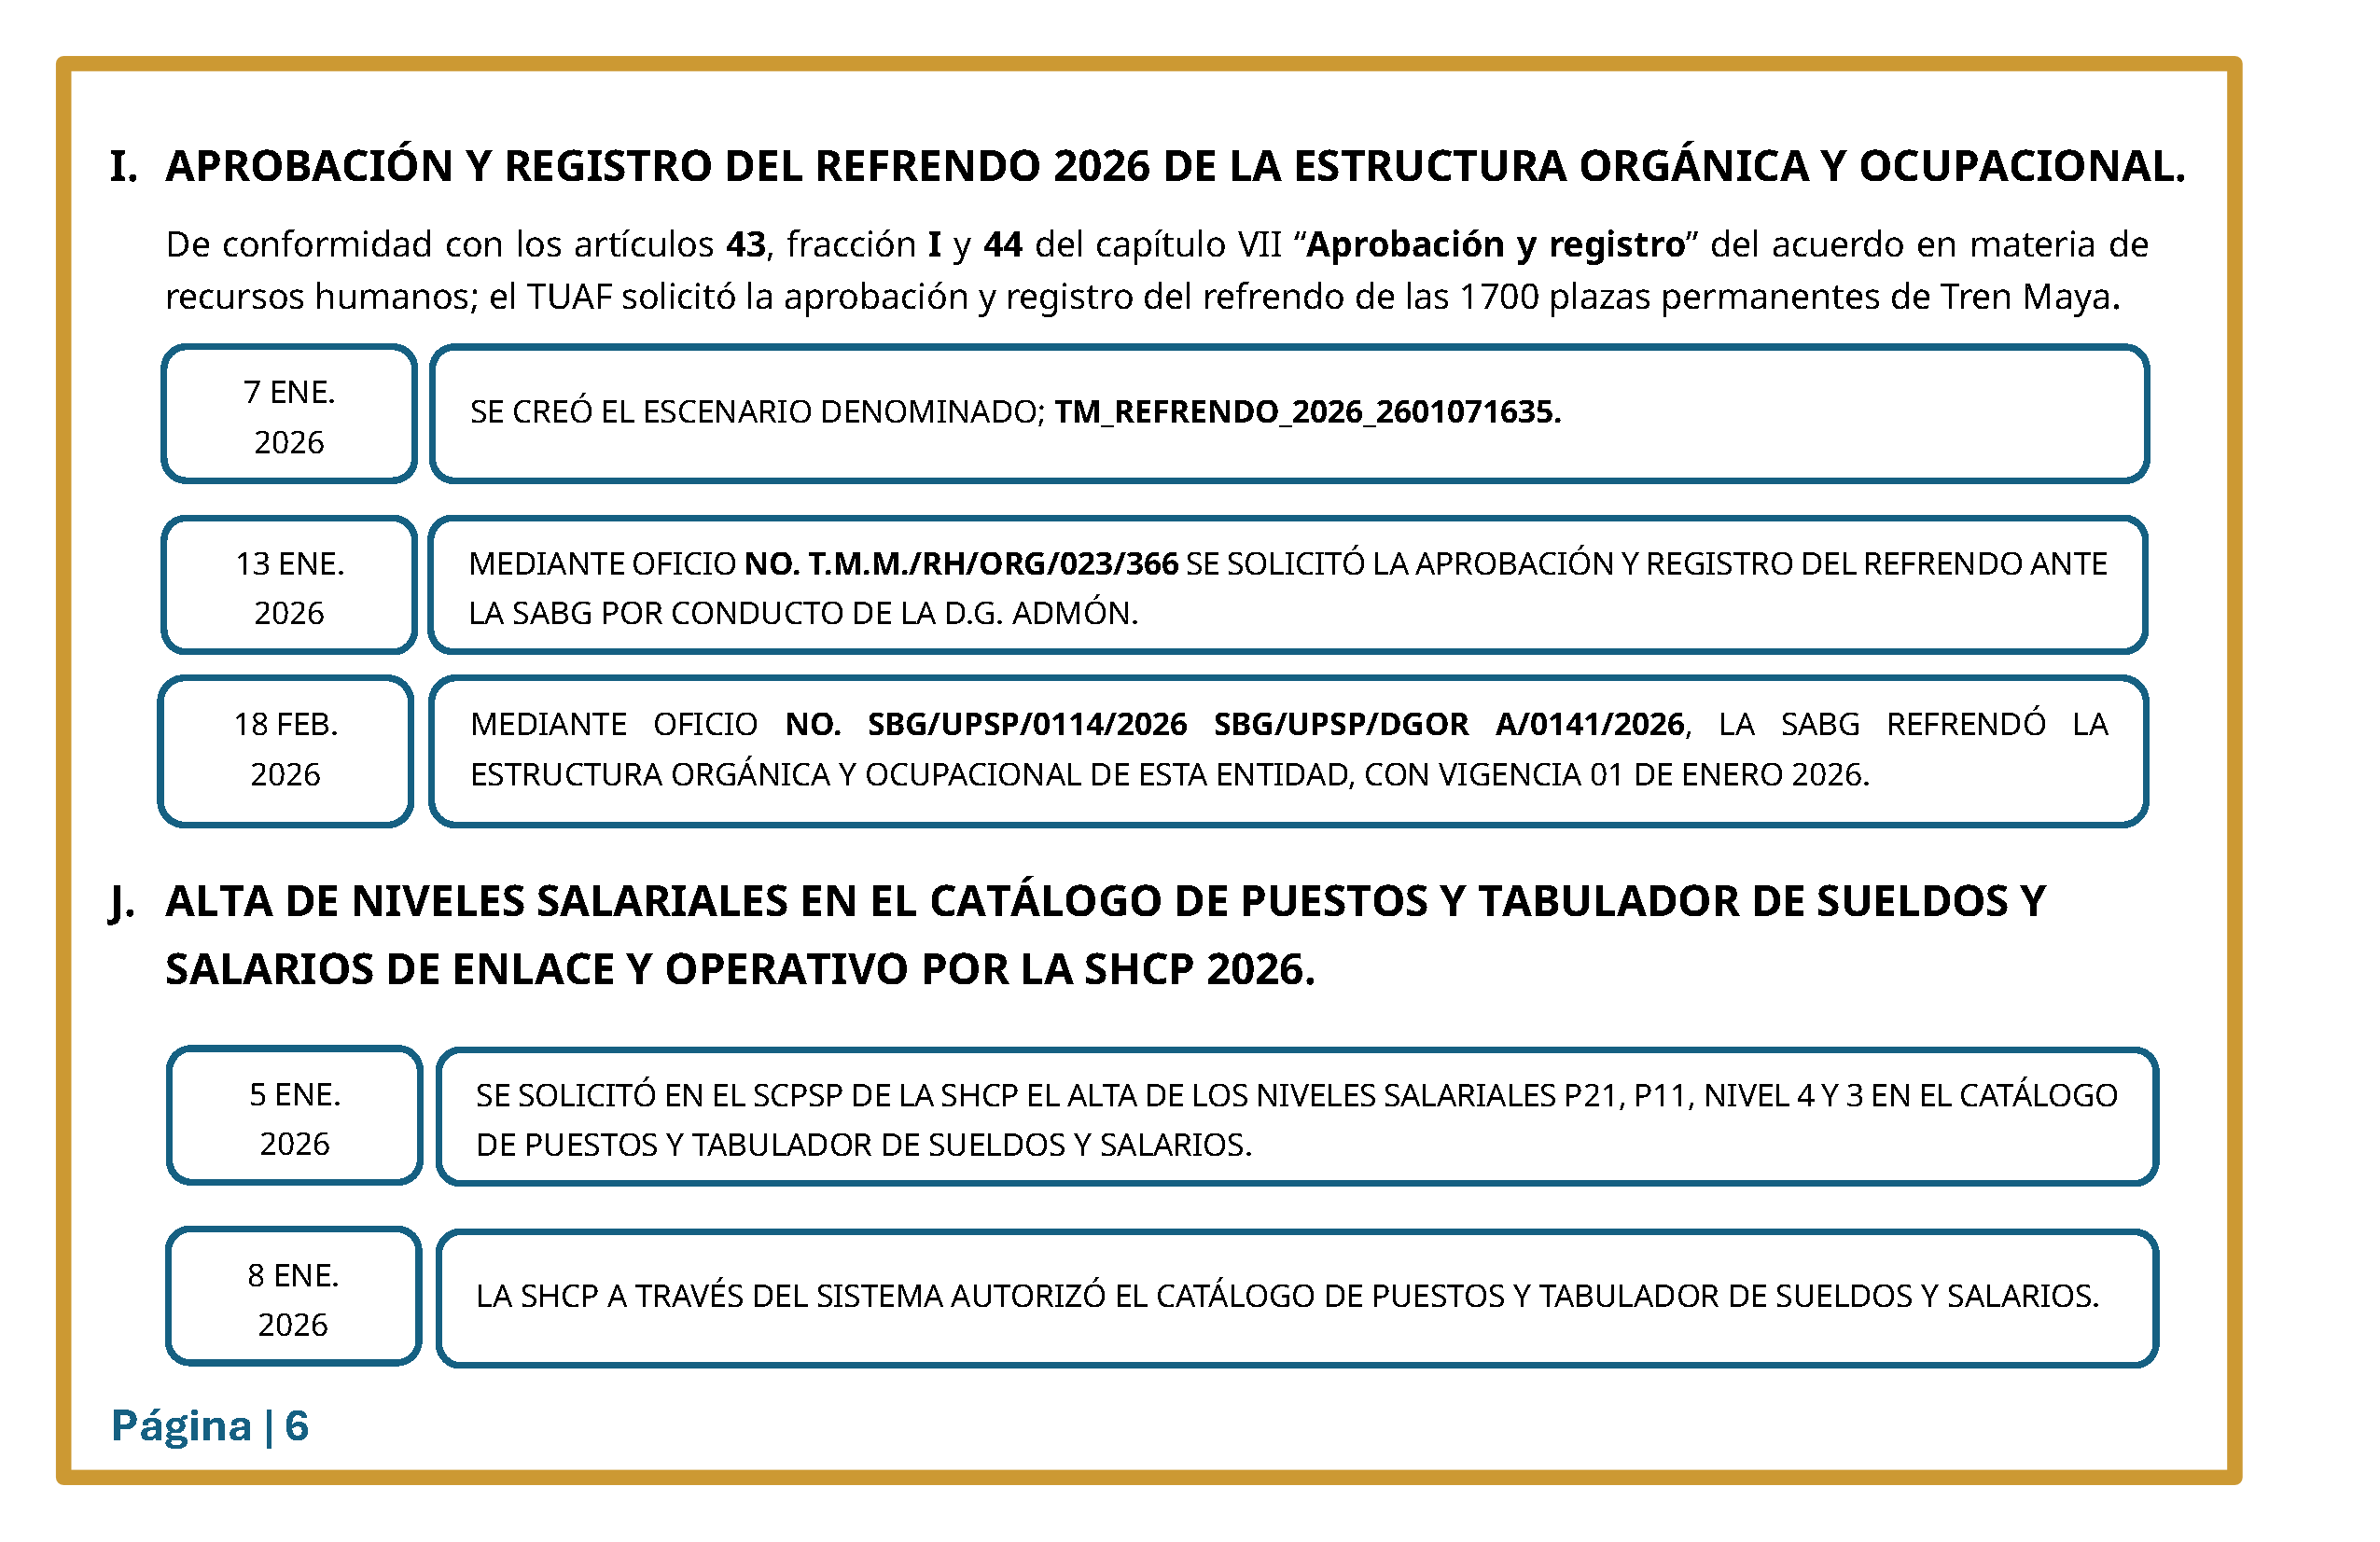 I. APROBACIÓN Y REGISTRO DEL REFRENDO 2026 DE LA ESTRUCTURA ORGÁNICA Y OCUPACIONAL.
De conformidad con los artículos 43, fracción I y 44 del capítulo VII “Aprobación y registro” del acuerdo en materia de
recursos humanos; el TUAF solicitó la aprobación y registro del refrendo de las 1700 plazas permanentes de Tren Maya.
7 ENE.
2026
SE CREÓ EL ESCENARIO DENOMINADO; TM_REFRENDO_2026_2601071635.
13 ENE.
2026
MEDIANTE OFICIO NO. T.M.M./RH/ORG/023/366 SE SOLICITÓ LA APROBACIÓN Y REGISTRO DEL REFRENDO ANTE
LA SABG POR CONDUCTO DE LA D.G. ADMÓN.
18 FEB.
2026
MEDIANTE OFICIO NO. SBG/UPSP/0114/2026 SBG/UPSP/DGOR A/0141/2026, LA SABG REFRENDÓ LA
ESTRUCTURA ORGÁNICA Y OCUPACIONAL DE ESTA ENTIDAD, CON VIGENCIA 01 DE ENERO 2026.
J. ALTA DE NIVELES SALARIALES EN EL CATÁLOGO DE PUESTOS Y TABULADOR DE SUELDOS Y
SALARIOS DE ENLACE Y OPERATIVO POR LA SHCP 2026.
5 ENE.
2026
SE SOLICITÓ EN EL SCPSP DE LA SHCP EL ALTA DE LOS NIVELES SALARIALES P21, P11, NIVEL 4 Y 3 EN EL CATÁLOGO
DE PUESTOS Y TABULADOR DE SUELDOS Y SALARIOS.
8 ENE.
2026
LA SHCP A TRAVÉS DEL SISTEMA AUTORIZÓ EL CATÁLOGO DE PUESTOS Y TABULADOR DE SUELDOS Y SALARIOS.
Página | 6